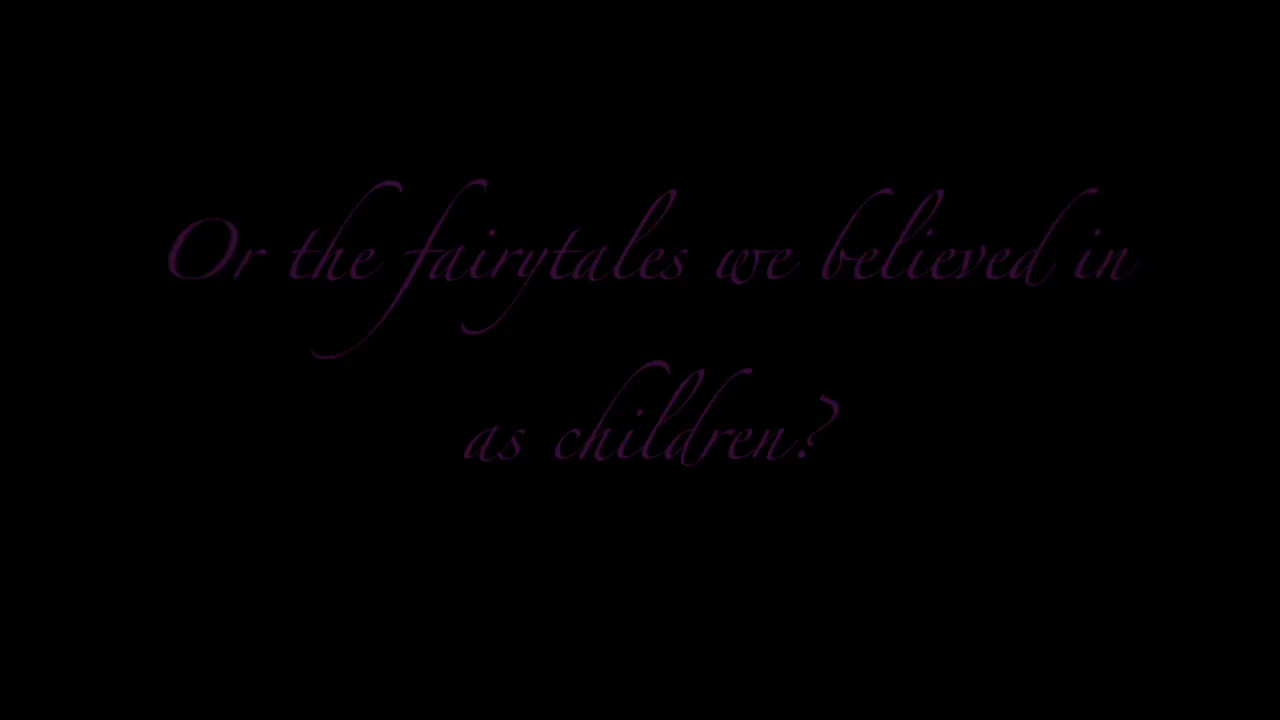 Or the fairytales we believed in
as children?